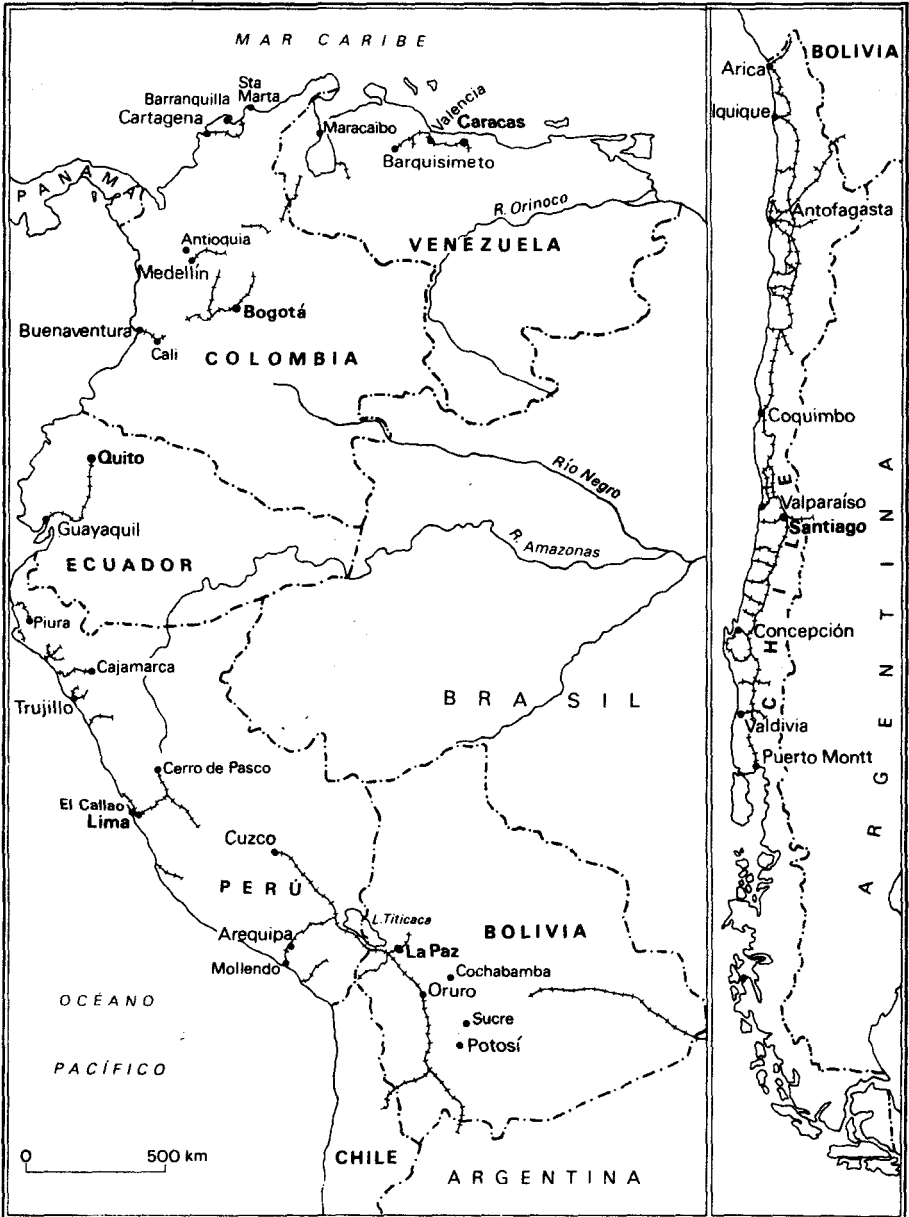 MAR CARIBE
Sta
Marta
Barranquilla
Cartagena
Maracaibo
Valencia
Caracas
Barquisimeto
PANAMÁ
R. Orinoco
Antioquia
VENEZUELA
Medellín
Bogotá
Buenaventura
Cali
COLOMBIA
Quito
Río Negro
Guayaquil
R. Amazonas
ECUADOR
Piura
Cajamarca
Trujillo
BRASIL
Cerro de Pasco
El Callao
Lima
Cuzco
PERÚ
L. Titicaca
Arequipa
BOLIVIA
La Paz
Mollendo
Cochabamba
Oruro
OCÉANO
PACÍFICO
Sucre
Potosí
0 500 km
CHILE
ARGENTINA
BOLIVIA
Arica
Iquique
Antofagasta
Coquimbo
Valparaíso
Santiago
CHILE
Concepción
Valdivia
Puerto Montt
ARGENTINA